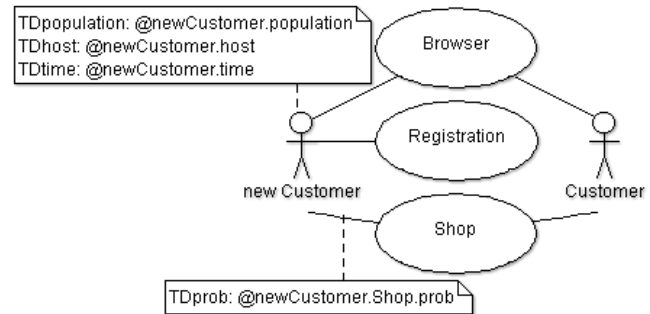 TDpopulation: @newCustomer.population
TDhost: @newCustomer.host
TDtime: @newCustomer.time
Browser
Registration
new Customer
Customer
Shop
TDprob: @newCustomer.Shop.prob